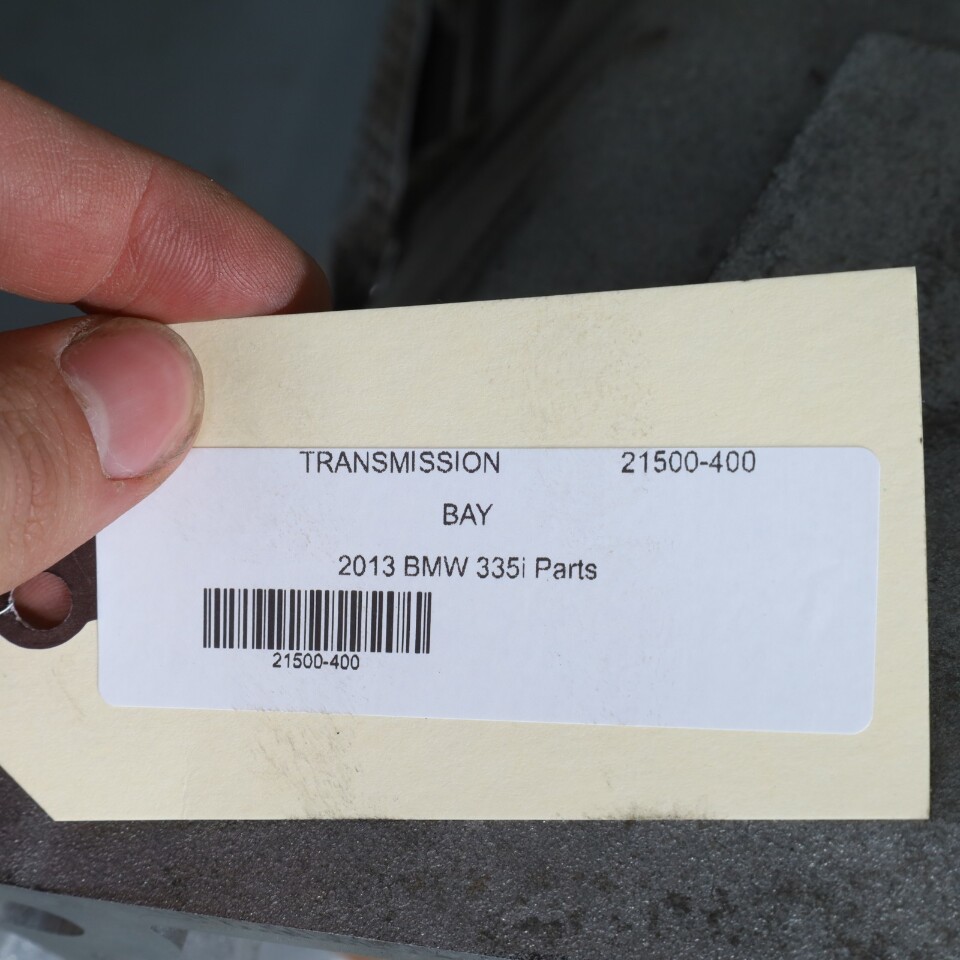 TRANSMISSION 21500-400
BAY
2013 BMW 335i Parts
21500-400